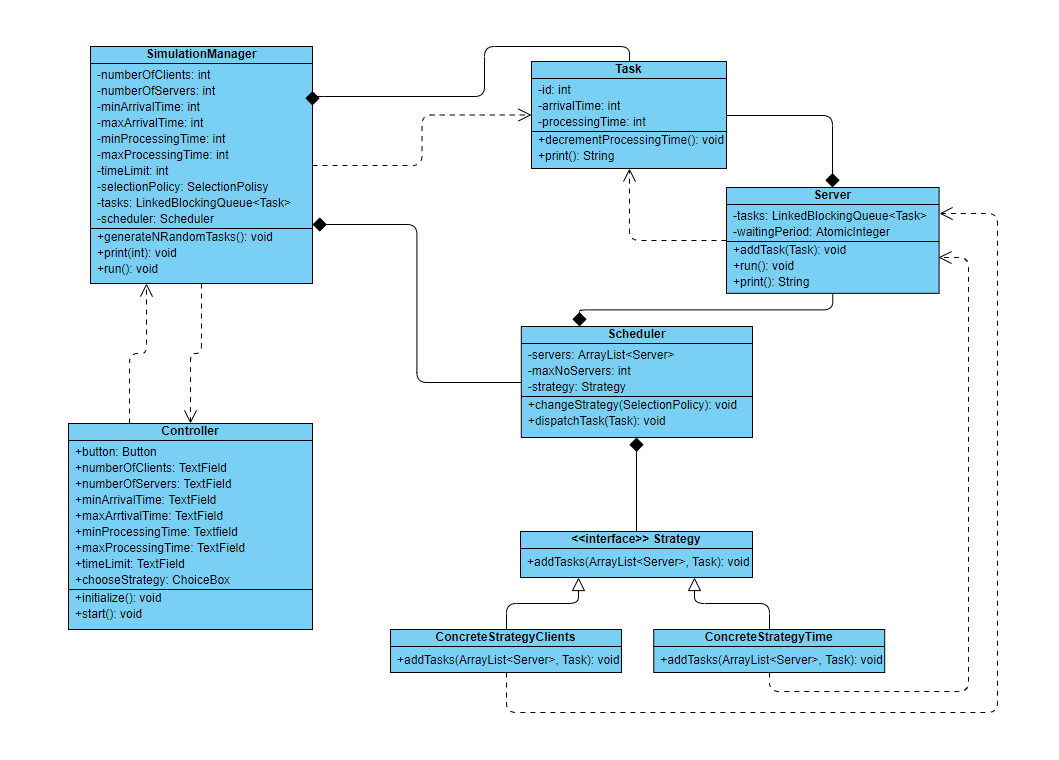 SimulationManager
-numberOfClients: int
-numberOfServers: int
-minArrivalTime: int
-maxArrivalTime: int
-minProcessingTime: int
-maxProcessingTime: int
-timeLimit: int
-selectionPolicy: SelectionPolisy
-tasks: LinkedBlockingQueue<Task>
-scheduler: Scheduler
+generateNRandomTasks(): void
+print(int): void
+run(): void
Task
-id: int
-arrivalTime: int
-processingTime: int
+decrementProcessingTime(): void
+print(): String
Server
-tasks: LinkedBlockingQueue<Task>
-waitingPeriod: AtomicInteger
+addTask(Task): void
+run(): void
+print(): String
Scheduler
-servers: ArrayList<Server>
-maxNoServers: int
-strategy: Strategy
+changeStrategy(SelectionPolicy): void
+dispatchTask(Task): void
Controller
+button: Button
+numberOfClients: TextField
+numberOfServers: TextField
+minArrivalTime: TextField
+maxArrtivalTime: TextField
+minProcessingTime: Textfield
+maxProcessingTime: TextField
+timeLimit: TextField
+chooseStrategy: ChoiceBox
+initialize(): void
+start(): void
<<interface>> Strategy
+addTasks(ArrayList<Server>, Task): void
ConcreteStrategyClients
+addTasks(ArrayList<Server>, Task): void
ConcreteStrategyTime
+addTasks(ArrayList<Server>, Task): void